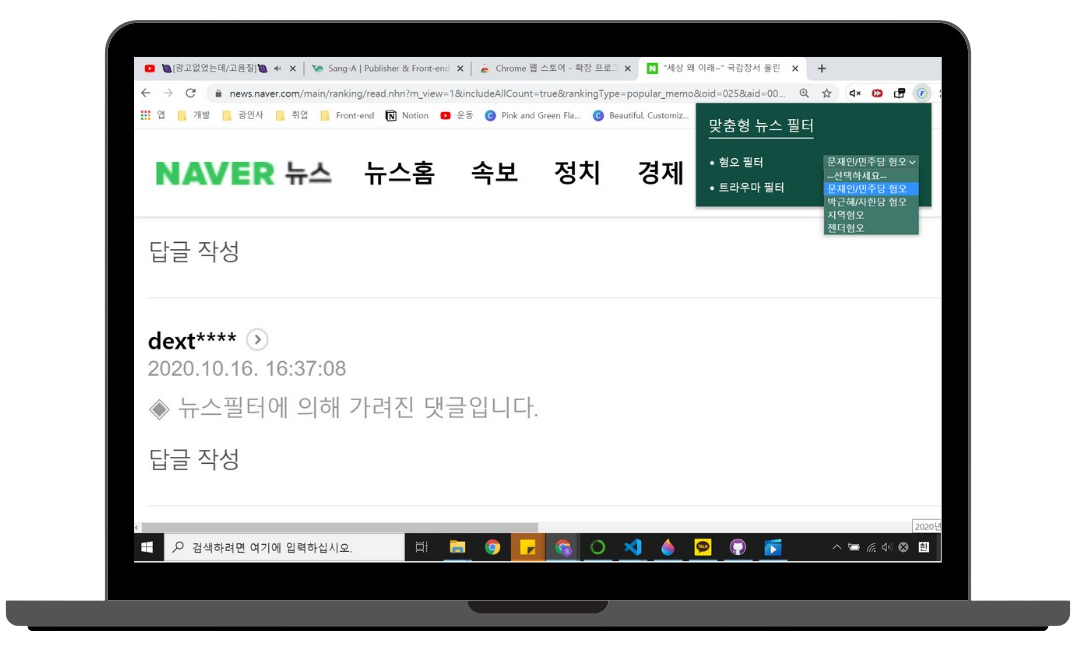 [광고없었는데/고음질]
Sang-A | Publisher & Front-end
Chrome 웹 스토어 - 확장 프로그
"세상 왜 이래~" 국감장서 울린
news.naver.com/main/ranking/read.nhn?m_view=1&includeAllCount=true&rankingType=popular_memo&oid=025&aid=00...
앱
개발
광인사
취업
Front-end
Notion
운동
Pink and Green Fla...
Beautiful, Customiz...
맞춤형 뉴스 필터
• 혐오 필터
문재인/민주당 혐오
• 트라우마 필터
--선택하세요--
문재인/민주당 혐오
박근혜/자한당 혐오
지역혐오
젠더혐오
NAVER 뉴스
뉴스홈
속보
정치
경제
답글 작성
dext****
2020.10.16. 16:37:08
◈ 뉴스필터에 의해 가려진 댓글입니다.
답글 작성
2020년
검색하려면 여기에 입력하십시오.
TALK
한